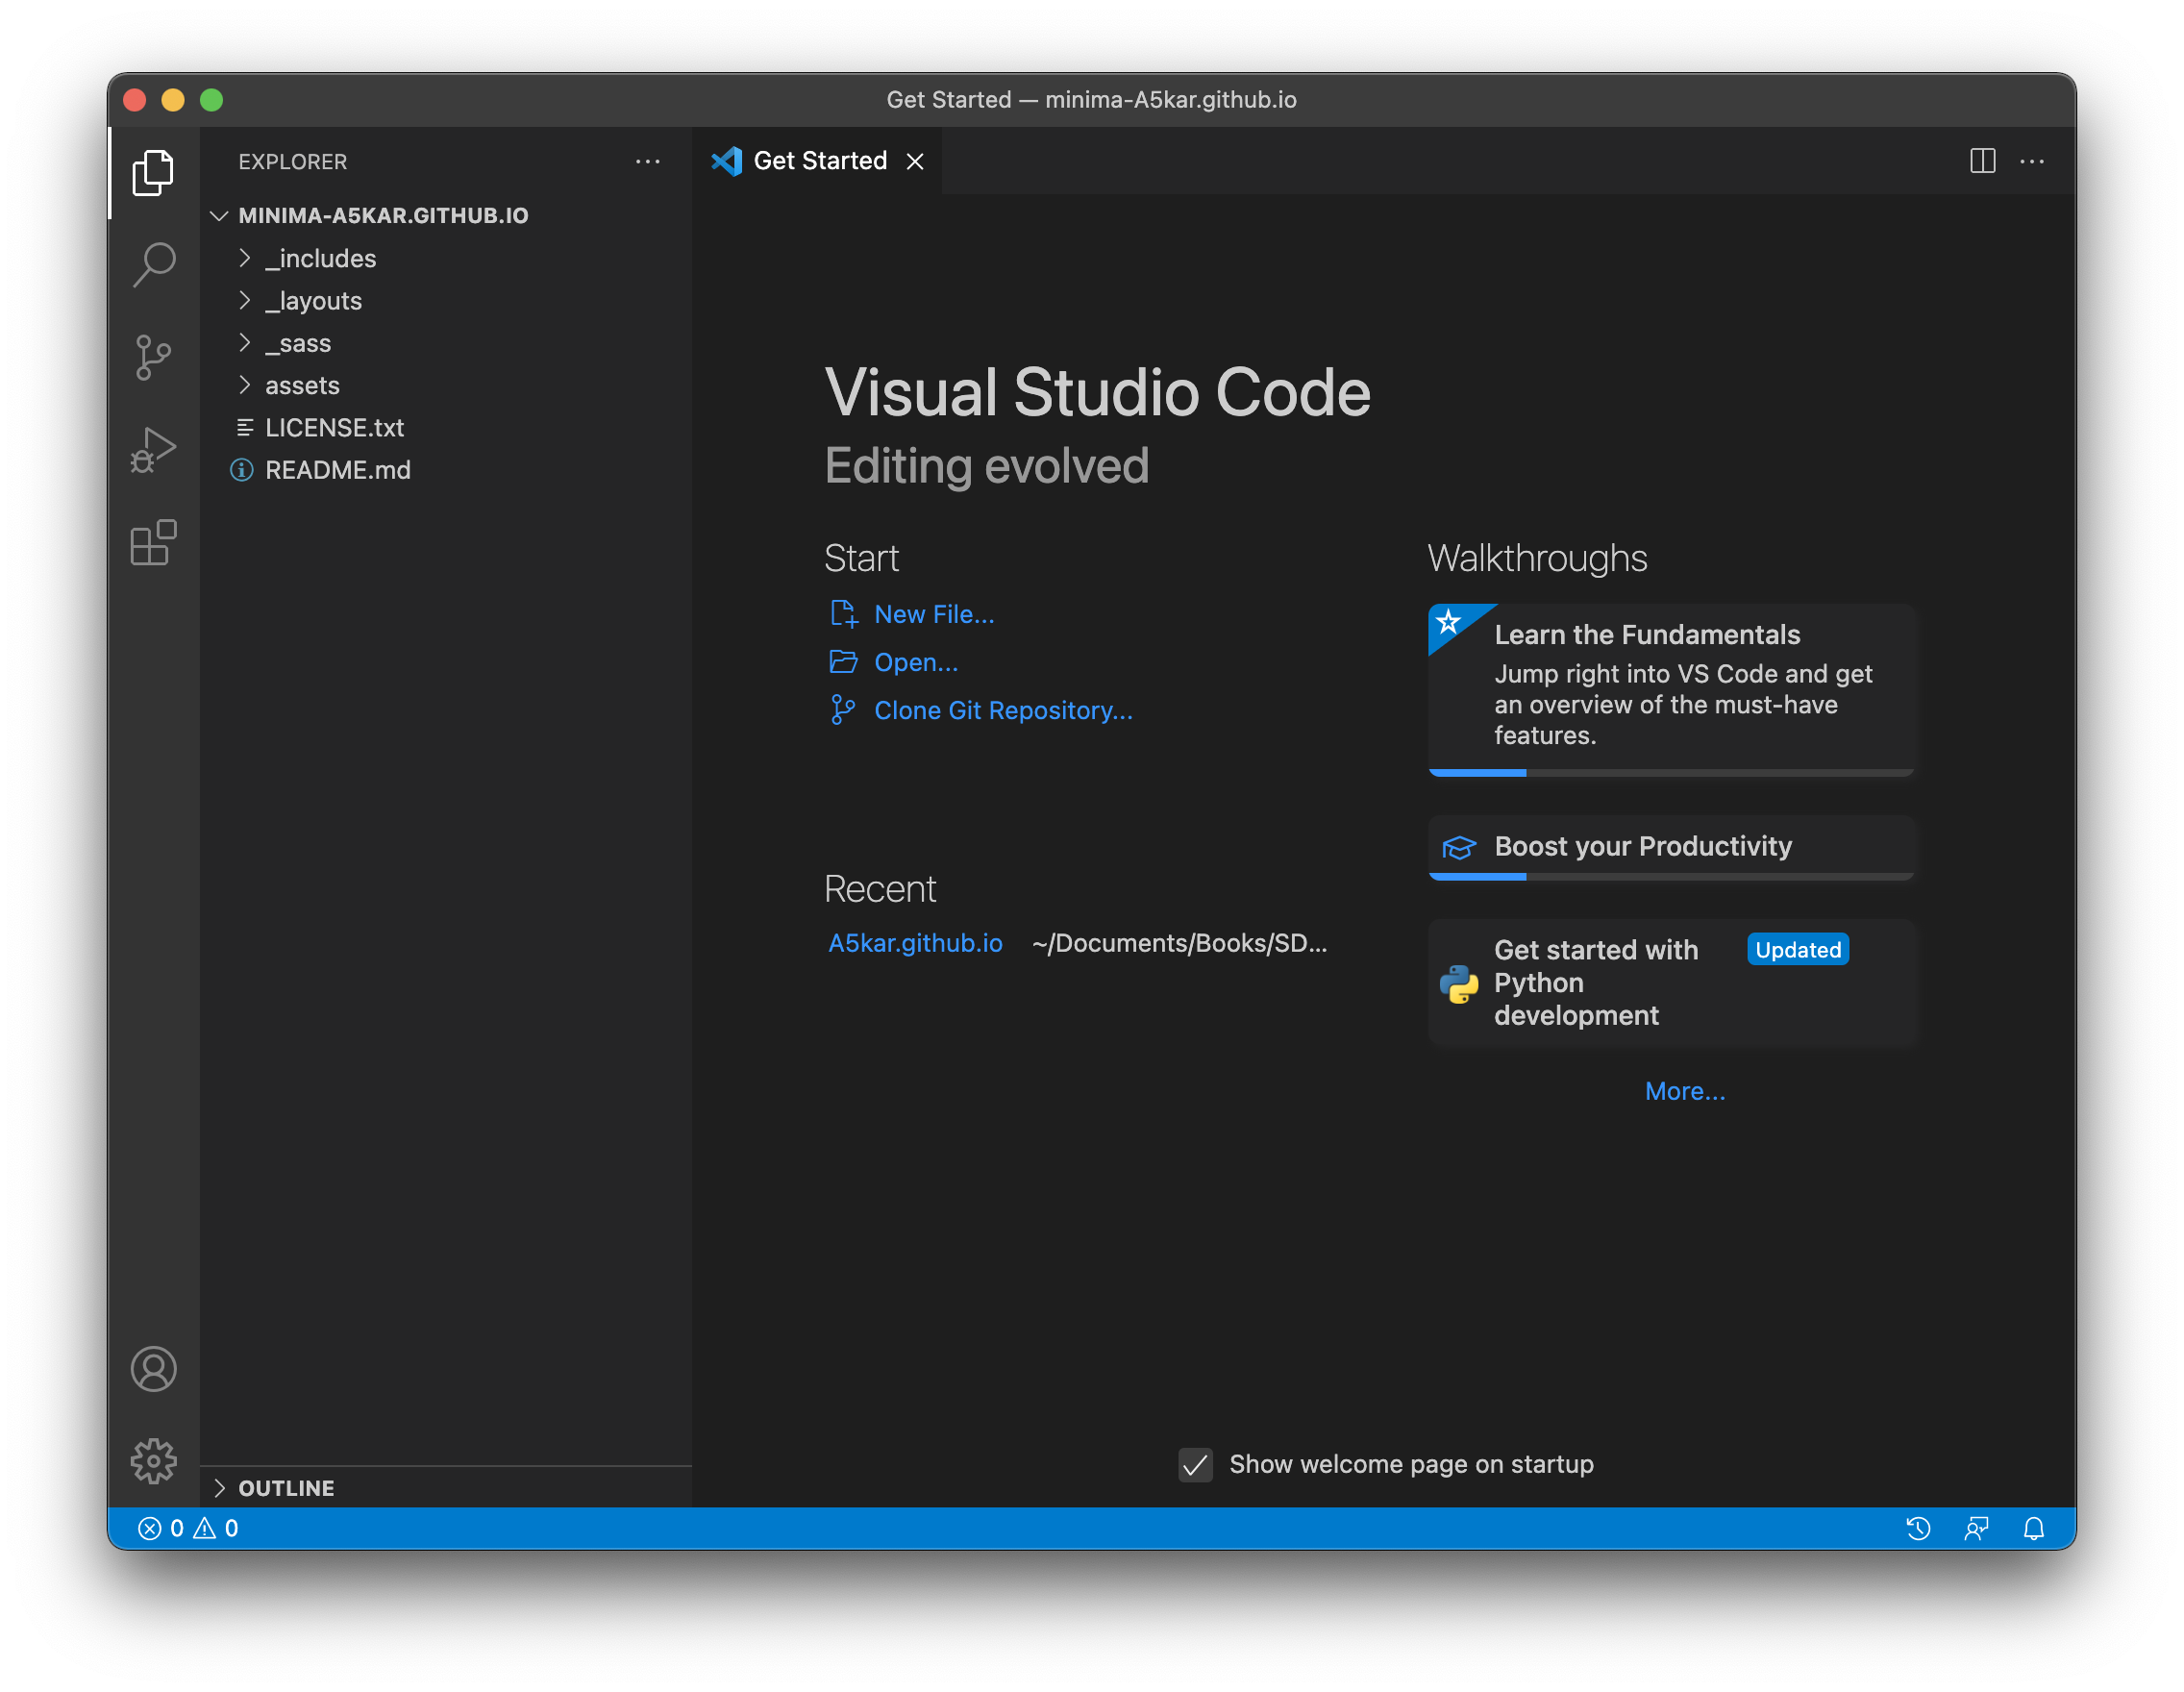 Get Started — minima-A5kar.github.io
EXPLORER
Get Started
MINIMA-A5KAR.GITHUB.IO
_includes
_layouts
_sass
assets
LICENSE.txt
README.md
Visual Studio Code
Editing evolved
Start
New File...
Open...
Clone Git Repository...
Recent
A5kar.github.io ~/Documents/Books/SD...
Walkthroughs
Learn the Fundamentals
Jump right into VS Code and get
an overview of the must-have
features.
Boost your Productivity
Get started with Updated
Python
development
More...
Show welcome page on startup
OUTLINE
0 0